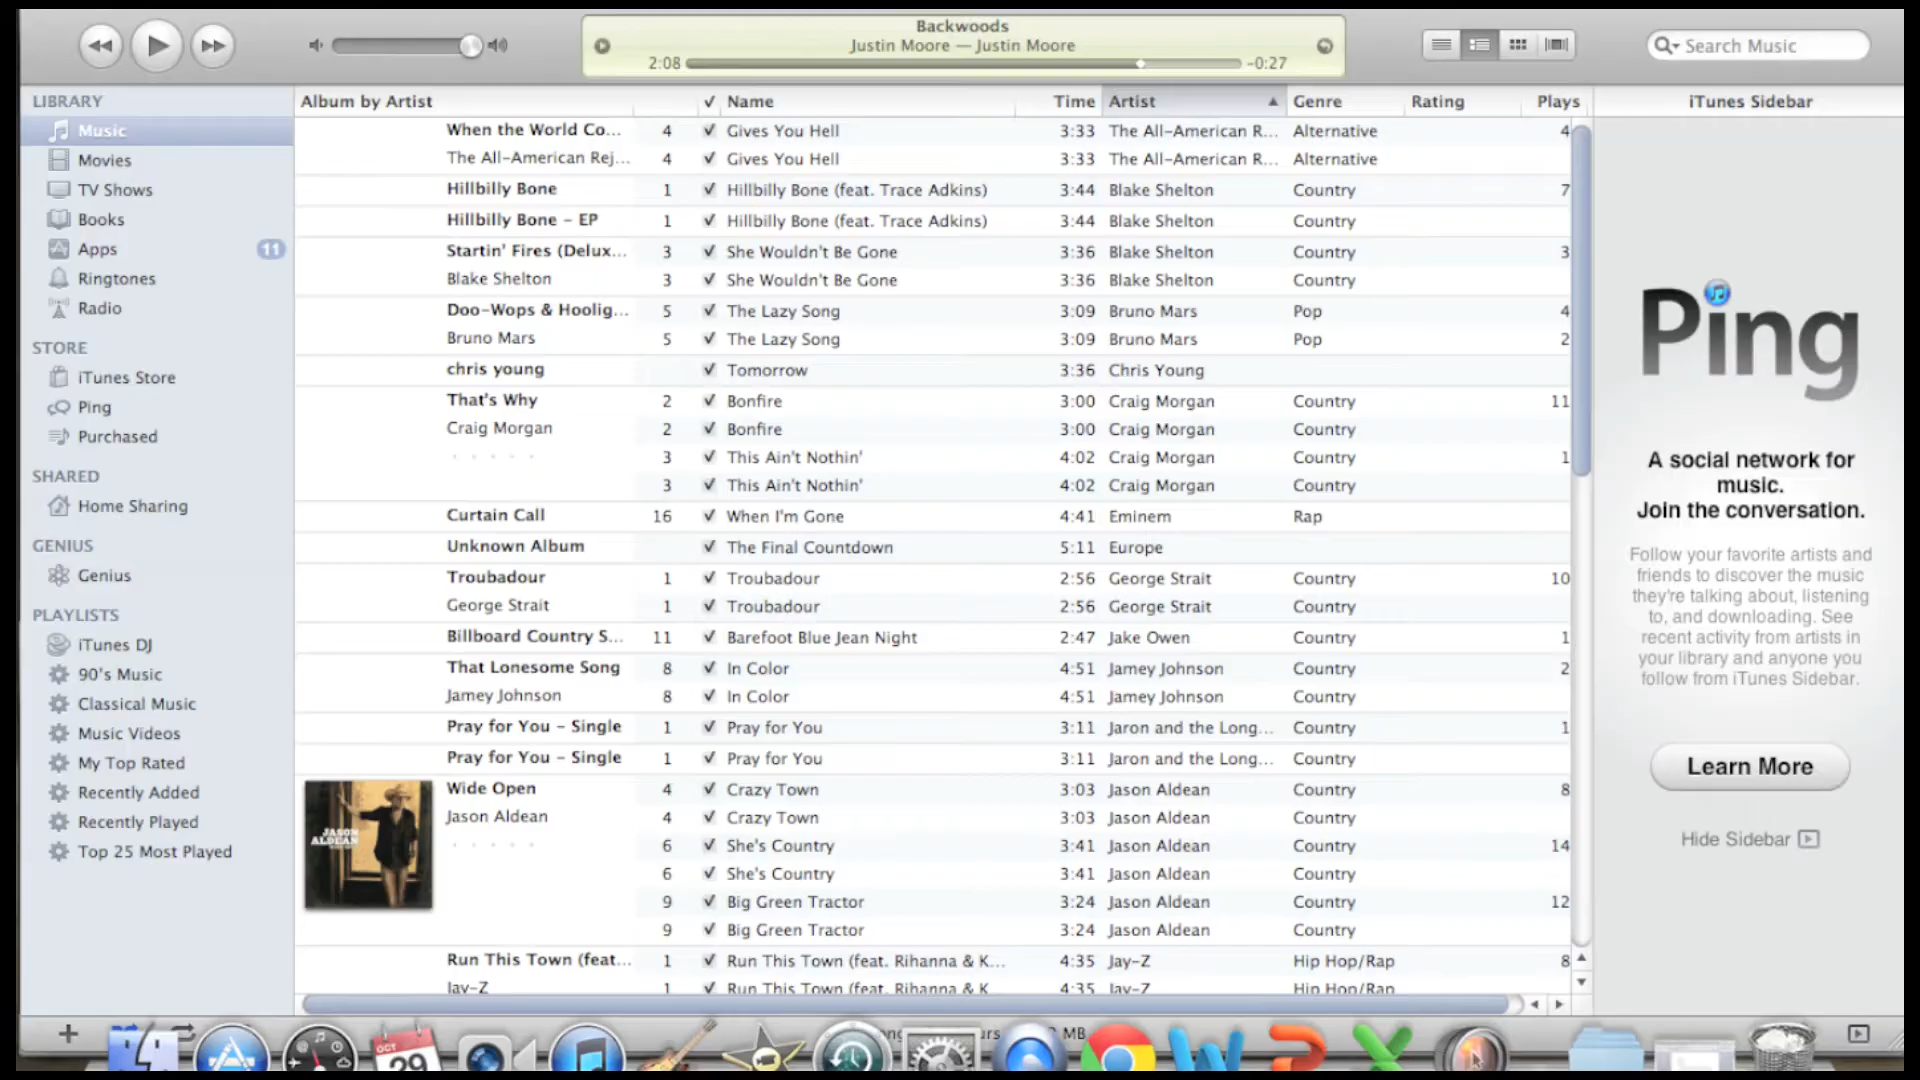 Backwoods
Justin Moore — Justin Moore
2:08 -0:27
Search Music
LIBRARY
Music
Movies
TV Shows
Books
Apps 11
Ringtones
Radio
STORE
iTunes Store
Ping
Purchased
SHARED
Home Sharing
GENIUS
Genius
PLAYLISTS
iTunes DJ
90's Music
Classical Music
Music Videos
My Top Rated
Recently Added
Recently Played
Top 25 Most Played
Album by Artist ✓ Name Time Artist Genre Rating Plays
When the World Co... 4 ✓ Gives You Hell 3:33 The All-American R... Alternative 4
The All-American Rej... 4 ✓ Gives You Hell 3:33 The All-American R... Alternative
Hillbilly Bone 1 ✓ Hillbilly Bone (feat. Trace Adkins) 3:44 Blake Shelton Country 7
Hillbilly Bone – EP 1 ✓ Hillbilly Bone (feat. Trace Adkins) 3:44 Blake Shelton Country
Startin' Fires (Delux... 3 ✓ She Wouldn't Be Gone 3:36 Blake Shelton Country 3
Blake Shelton 3 ✓ She Wouldn't Be Gone 3:36 Blake Shelton Country
Doo-Wops & Hoolig... 5 ✓ The Lazy Song 3:09 Bruno Mars Pop 4
Bruno Mars 5 ✓ The Lazy Song 3:09 Bruno Mars Pop 2
chris young ✓ Tomorrow 3:36 Chris Young
That's Why 2 ✓ Bonfire 3:00 Craig Morgan Country 11
Craig Morgan 2 ✓ Bonfire 3:00 Craig Morgan Country
3 ✓ This Ain't Nothin' 4:02 Craig Morgan Country 1
3 ✓ This Ain't Nothin' 4:02 Craig Morgan Country
Curtain Call 16 ✓ When I'm Gone 4:41 Eminem Rap
Unknown Album ✓ The Final Countdown 5:11 Europe
Troubadour 1 ✓ Troubadour 2:56 George Strait Country 10
George Strait 1 ✓ Troubadour 2:56 George Strait Country
Billboard Country S... 11 ✓ Barefoot Blue Jean Night 2:47 Jake Owen Country 1
That Lonesome Song 8 ✓ In Color 4:51 Jamey Johnson Country 2
Jamey Johnson 8 ✓ In Color 4:51 Jamey Johnson Country
Pray for You – Single 1 ✓ Pray for You 3:11 Jaron and the Long... Country 1
Pray for You – Single 1 ✓ Pray for You 3:11 Jaron and the Long... Country
Wide Open 4 ✓ Crazy Town 3:03 Jason Aldean Country 8
Jason Aldean 4 ✓ Crazy Town 3:03 Jason Aldean Country
6 ✓ She's Country 3:41 Jason Aldean Country 14
6 ✓ She's Country 3:41 Jason Aldean Country
9 ✓ Big Green Tractor 3:24 Jason Aldean Country 12
9 ✓ Big Green Tractor 3:24 Jason Aldean Country
JASON
ALDEAN
Run This Town (feat... 1 ✓ Run This Town (feat. Rihanna & K... 4:35 Jay-Z Hip Hop/Rap 8
Jay-Z 1 ✓ Run This Town (feat. Rihanna & K... 4:35 Jay-Z Hip Hop/Rap
iTunes Sidebar
Ping
A social network for
music.
Join the conversation.
Follow your favorite artists and
friends to discover the music
they're talking about, listening
to, and downloading. See
recent activity from artists in
your library and anyone you
follow from iTunes Sidebar.
Learn More
Hide Sidebar
MB
OCT
29